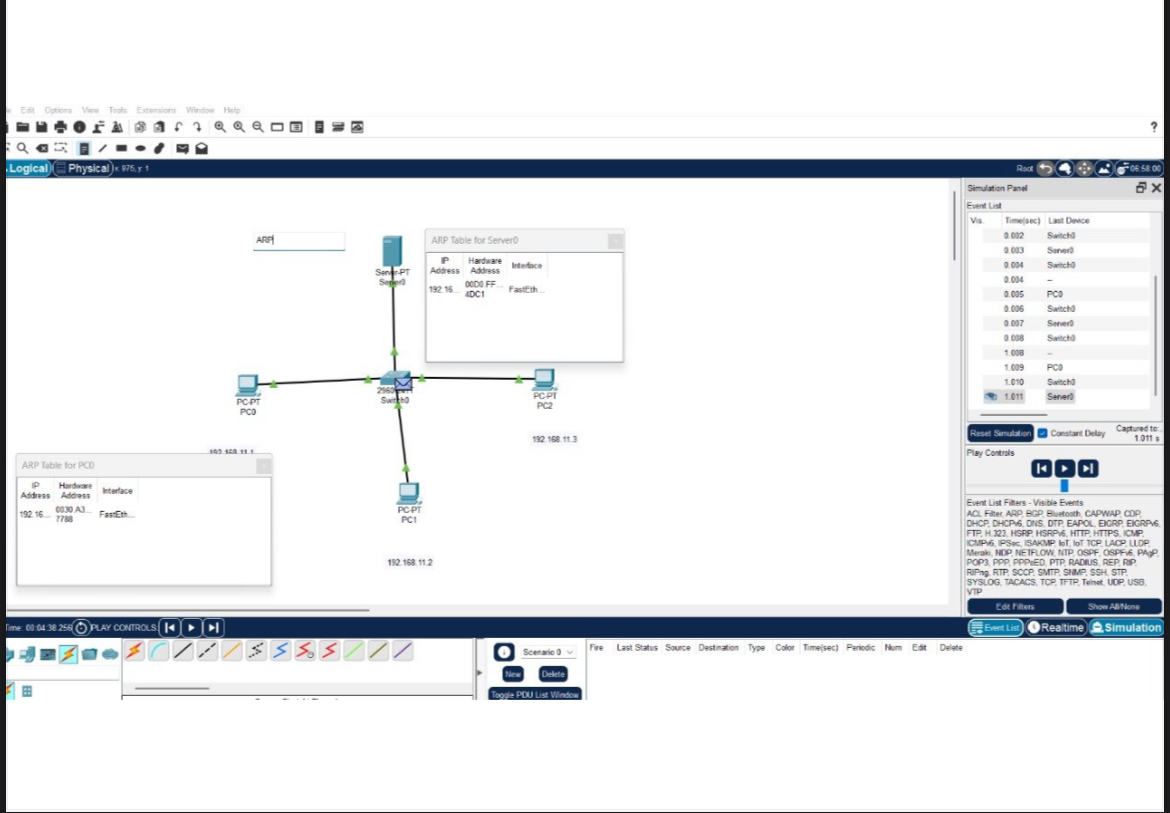 Edit Options View Tools Extensions Window Help
?
Logical Physical x: 975, y: 1 Root 06:58:00
Simulation Panel
Event List
Vis. Time(sec) Last Device
0.002 Switch0
0.003 Server0
0.004 Switch0
0.004 --
0.005 PC0
0.006 Switch0
0.007 Server0
0.008 Switch0
1.008 --
1.009 PC0
1.010 Switch0
1.011 Server0
Reset Simulation Constant Delay Captured to:
1.011 s
Play Controls
Event List Filters - Visible Events
ACL Filter, ARP, BGP, Bluetooth, CAPWAP, CDP,
DHCP, DHCPv6, DNS, DTP, EAPOL, EIGRP, EIGRPv6,
FTP, H.323, HSRP, HSRPv6, HTTP, HTTPS, ICMP,
ICMPv6, IPSec, ISAKMP, IoT, IoT TCP, LACP, LLDP,
Meraki, NDP, NETFLOW, NTP, OSPF, OSPFv6, PAgP,
POP3, PPP, PPPoED, PTP, RADIUS, REP, RIP,
RIPng, RTP, SCCP, SMTP, SNMP, SSH, STP,
SYSLOG, TACACS, TCP, TFTP, Telnet, UDP, USB,
VTP
Edit Filters Show All/None
Event List Realtime Simulation
ARP
Server-PT
Server0
ARP Table for Server0
IP Address Hardware Address Interface
192.16... 00D0.FF...4DC1 FastEth...
PC-PT
PC0
192.168.11.1
Switch0
PC-PT
PC2
192.168.11.3
ARP Table for PC0
IP Address Hardware Address Interface
192.16... 0030.A3...7788 FastEth...
PC-PT
PC1
192.168.11.2
Time: 00:04:38.256 PLAY CONTROLS:
Scenario 0
New Delete
Toggle PDU List Window
Fire Last Status Source Destination Type Color Time(sec) Periodic Num Edit Delete